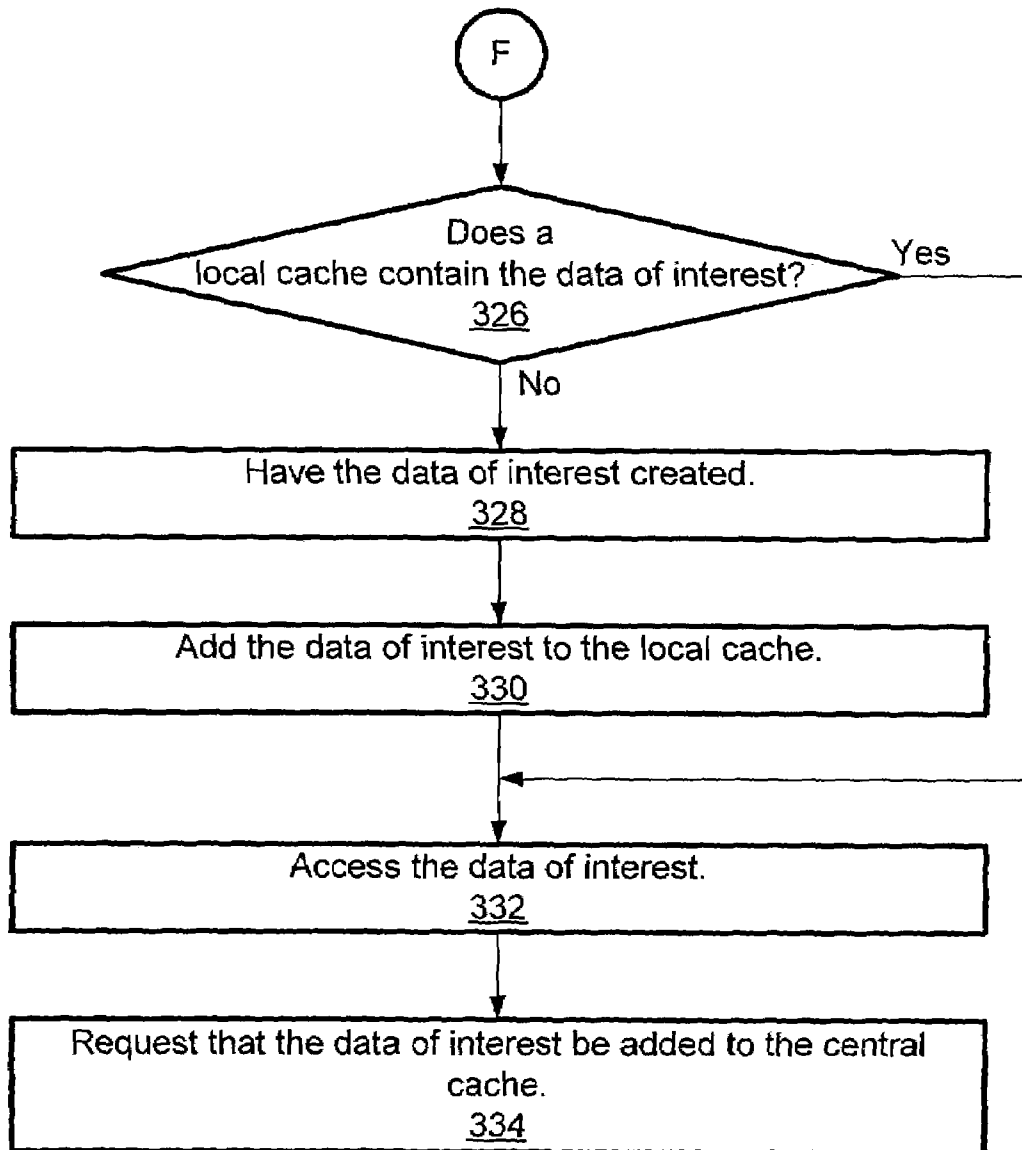 F
Does a
local cache contain the data of interest?
326
Yes
No
Have the data of interest created.
328
Add the data of interest to the local cache.
330
Access the data of interest.
332
Request that the data of interest be added to the central
cache.
334